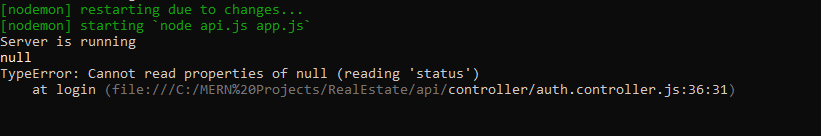 [nodemon] restarting due to changes...
[nodemon] starting `node api.js app.js`
Server is running
null
TypeError: Cannot read properties of null (reading 'status')
    at login (file:///C:/MERN%20Projects/RealEstate/api/controller/auth.controller.js:36:31)